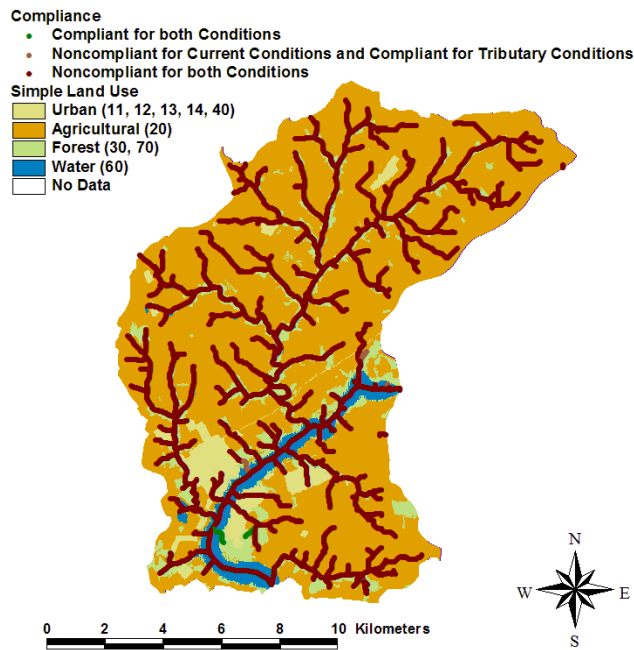 Compliance
Compliant for both Conditions
Noncompliant for Current Conditions and Compliant for Tributary Conditions
Noncompliant for both Conditions
Simple Land Use
Urban (11, 12, 13, 14, 40)
Agricultural (20)
Forest (30, 70)
Water (60)
No Data
N
W E
S
0 2 4 6 8 10 Kilometers